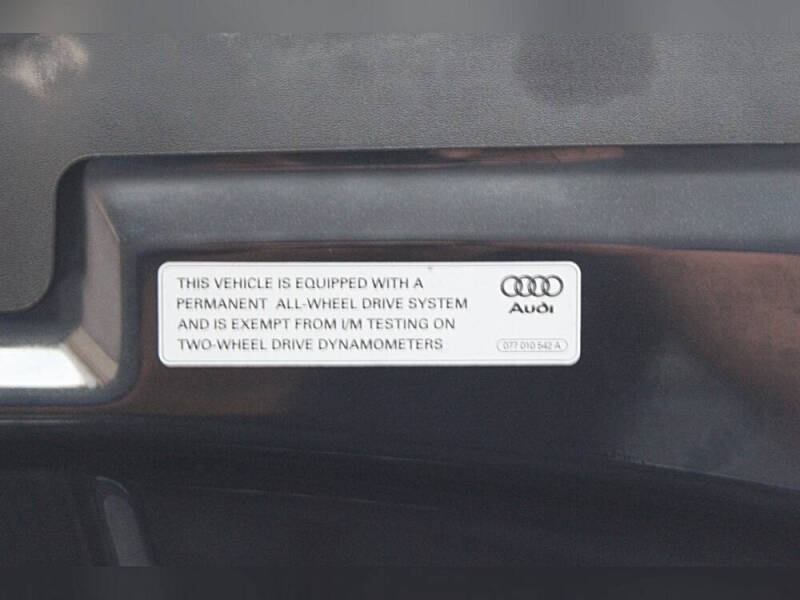 THIS VEHICLE IS EQUIPPED WITH A
PERMANENT ALL-WHEEL DRIVE SYSTEM
AND IS EXEMPT FROM I/M TESTING ON
TWO-WHEEL DRIVE DYNAMOMETERS
Audi
077 010 542 A